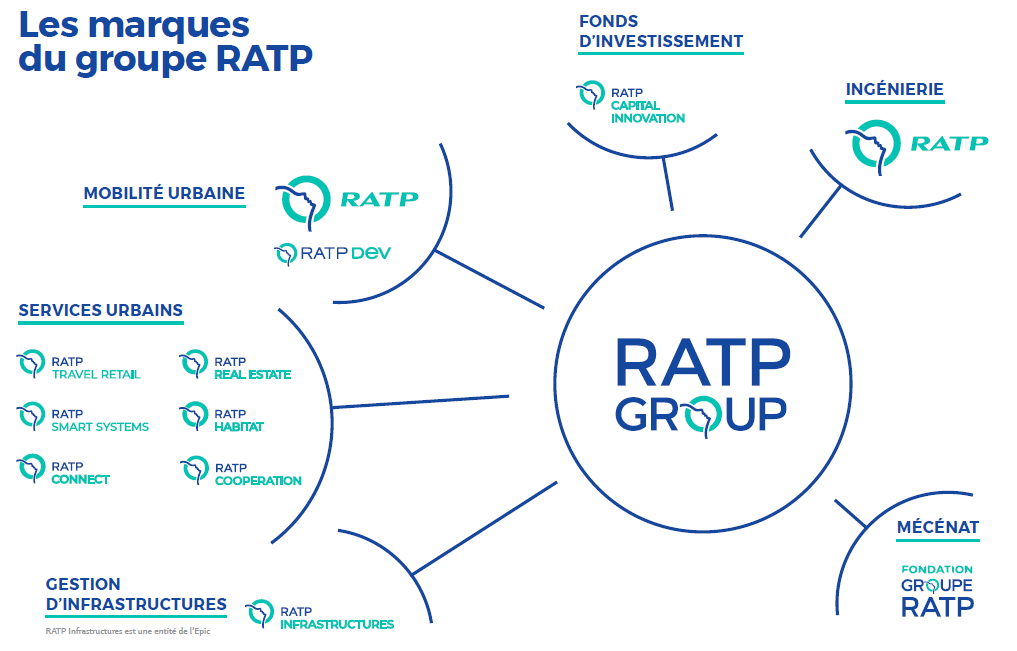 Les marques
du groupe RATP
FONDS
D'INVESTISSEMENT
RATP
CAPITAL
INNOVATION
INGÉNIERIE
RATP
MOBILITÉ URBAINE
RATP
RATP DEV
SERVICES URBAINS
RATP
TRAVEL RETAIL
RATP
REAL ESTATE
RATP
SMART SYSTEMS
RATP
HABITAT
RATP
CONNECT
RATP
COOPERATION
RATP
GROUP
GESTION
D'INFRASTRUCTURES
RATP Infrastructures est une entité de l'Epic
RATP
INFRASTRUCTURES
MÉCÉNAT
FONDATION
GROUPE
RATP